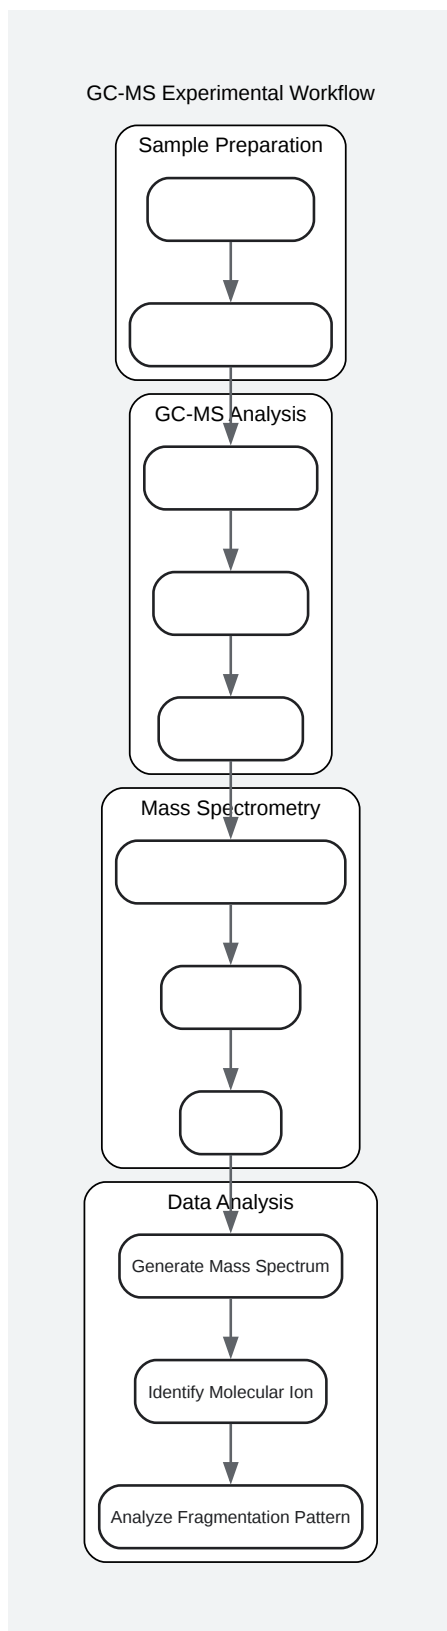 GC-MS Experimental Workflow
Sample Preparation
GC-MS Analysis
Mass Spectrometry
Data Analysis
Generate Mass Spectrum
Identify Molecular Ion
Analyze Fragmentation Pattern